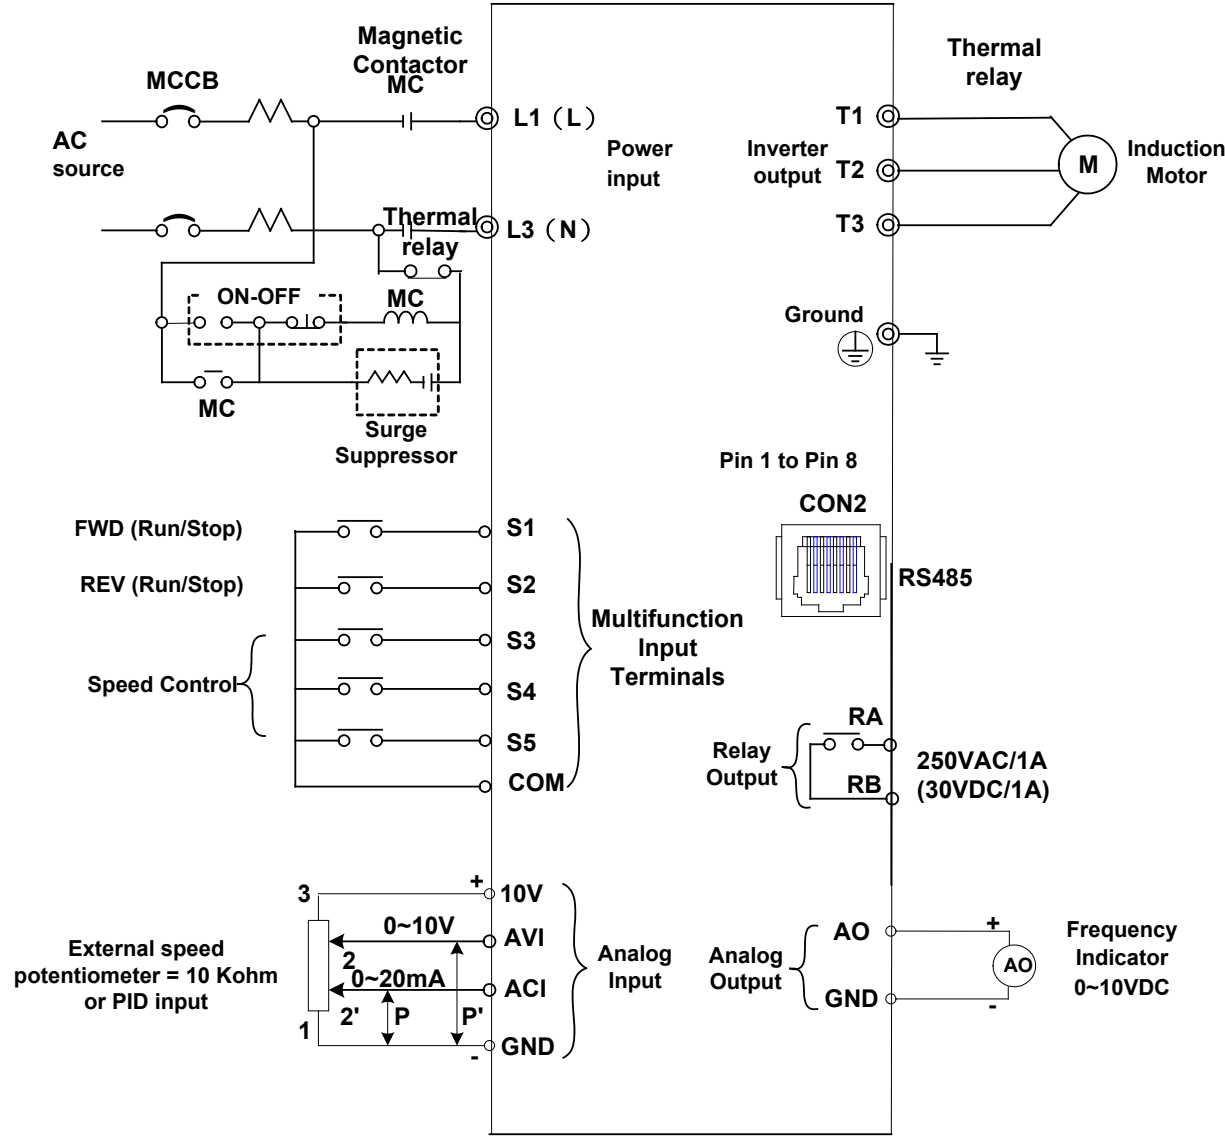 Magnetic
Contactor
MC
MCCB
AC
source
L1（L）
Power
input
L3（N）
Thermal
relay
ON-OFF
MC
MC
Surge
Suppressor
Thermal
relay
T1
Inverter
output
T2
T3
M
Induction
Motor
Ground
Pin 1 to Pin 8
CON2
RS485
FWD (Run/Stop)
S1
REV (Run/Stop)
S2
S3
Speed Control
S4
S5
COM
Multifunction
Input
Terminals
Relay
Output
RA
RB
250VAC/1A
(30VDC/1A)
External speed
potentiometer = 10 Kohm
or PID input
3
+
10V
0~10V
AVI
2
0~20mA
ACI
2'
P
P'
1
-
GND
Analog
Input
Analog
Output
AO
GND
+
AO
-
Frequency
Indicator
0~10VDC